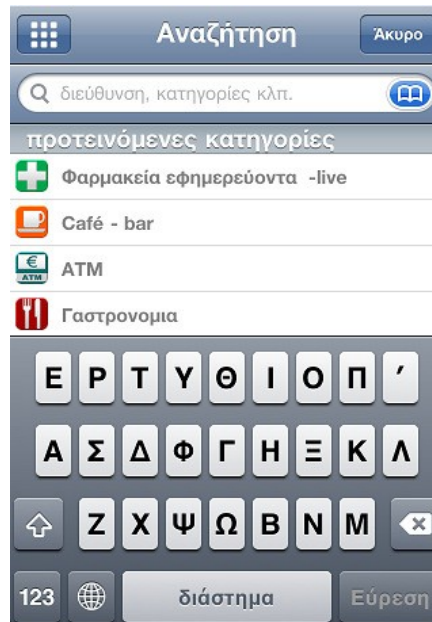 Αναζήτηση Άκυρο
διεύθυνση, κατηγορίες κλπ.
προτεινόμενες κατηγορίες
Φαρμακεία εφημερεύοντα -live
Café - bar
€ ATM
Γαστρονομια
Ε Ρ Τ Υ Θ Ι Ο Π ʹ
Α Σ Δ Φ Γ Η Ξ Κ Λ
Ζ Χ Ψ Ω Β Ν Μ
123 διάστημα Εύρεση